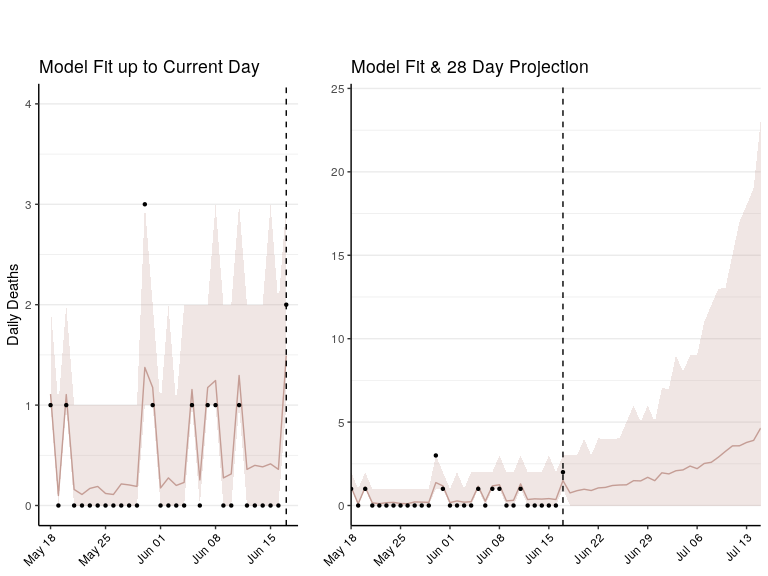 Model Fit up to Current Day
Daily Deaths
4
3
2
1
0
May 18
May 25
Jun 01
Jun 08
Jun 15
Model Fit & 28 Day Projection
25
20
15
10
5
0
May 18
May 25
Jun 01
Jun 08
Jun 15
Jun 22
Jun 29
Jul 06
Jul 13